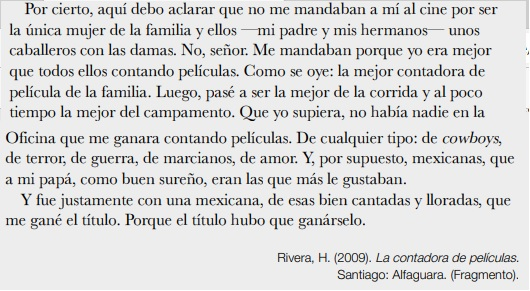 Por cierto, aquí debo aclarar que no me mandaban a mí al cine por ser
la única mujer de la familia y ellos —mi padre y mis hermanos— unos
caballeros con las damas. No, señor. Me mandaban porque yo era mejor
que todos ellos contando películas. Como se oye: la mejor contadora de
película de la familia. Luego, pasé a ser la mejor de la corrida y al poco
tiempo la mejor del campamento. Que yo supiera, no había nadie en la
Oficina que me ganara contando películas. De cualquier tipo: de cowboys,
de terror, de guerra, de marcianos, de amor. Y, por supuesto, mexicanas, que
a mi papá, como buen sureño, eran las que más le gustaban.
Y fue justamente con una mexicana, de esas bien cantadas y lloradas, que
me gané el título. Porque el título hubo que ganárselo.
Rivera, H. (2009). La contadora de películas.
Santiago: Alfaguara. (Fragmento).